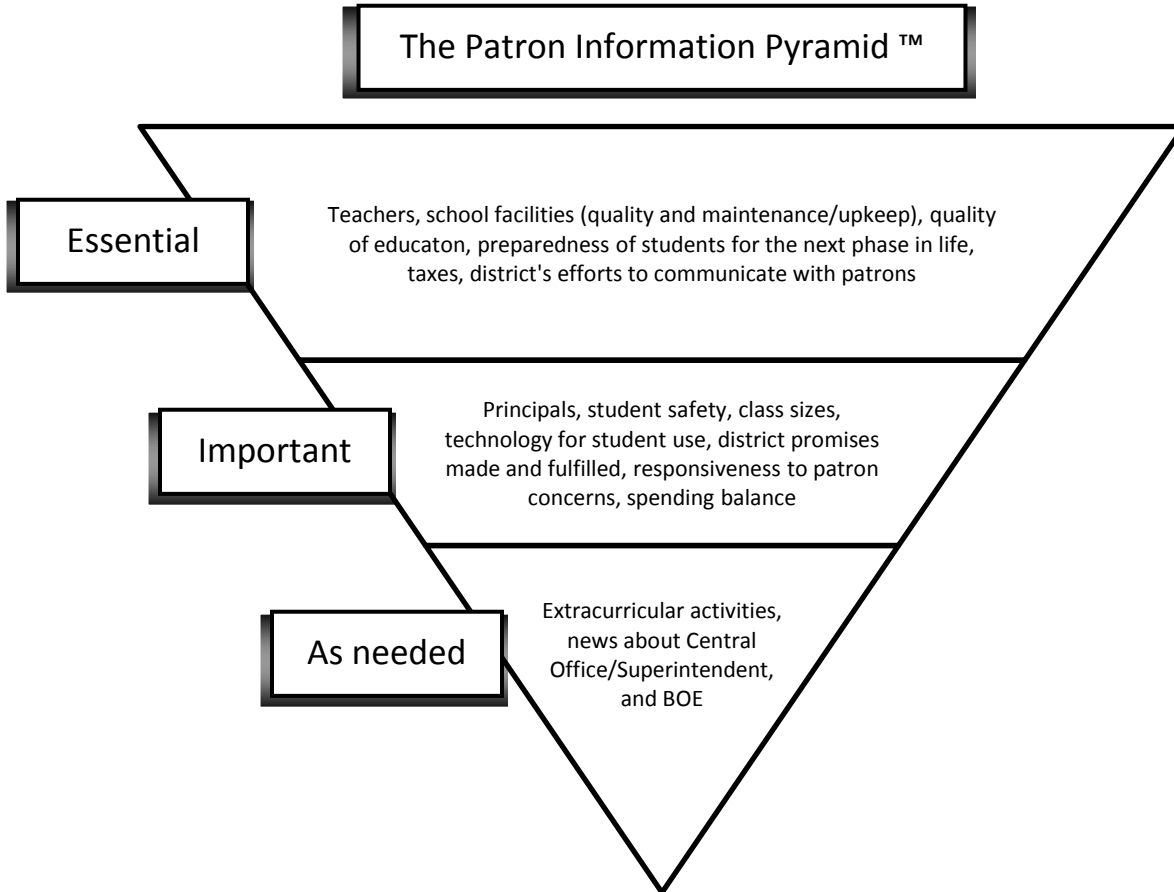 The Patron Information Pyramid ™
Essential
Teachers, school facilities (quality and maintenance/upkeep), quality
of educaton, preparedness of students for the next phase in life,
taxes, district's efforts to communicate with patrons
Important
Principals, student safety, class sizes,
technology for student use, district promises
made and fulfilled, responsiveness to patron
concerns, spending balance
As needed
Extracurricular activities,
news about Central
Office/Superintendent,
and BOE